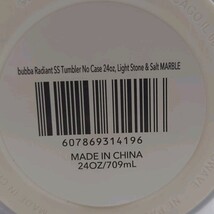 bubba Radiant SS Tumbler No Case 24oz, Light Stone & Salt MARBLE
607869314196
MADE IN CHINA
24OZ/709mL